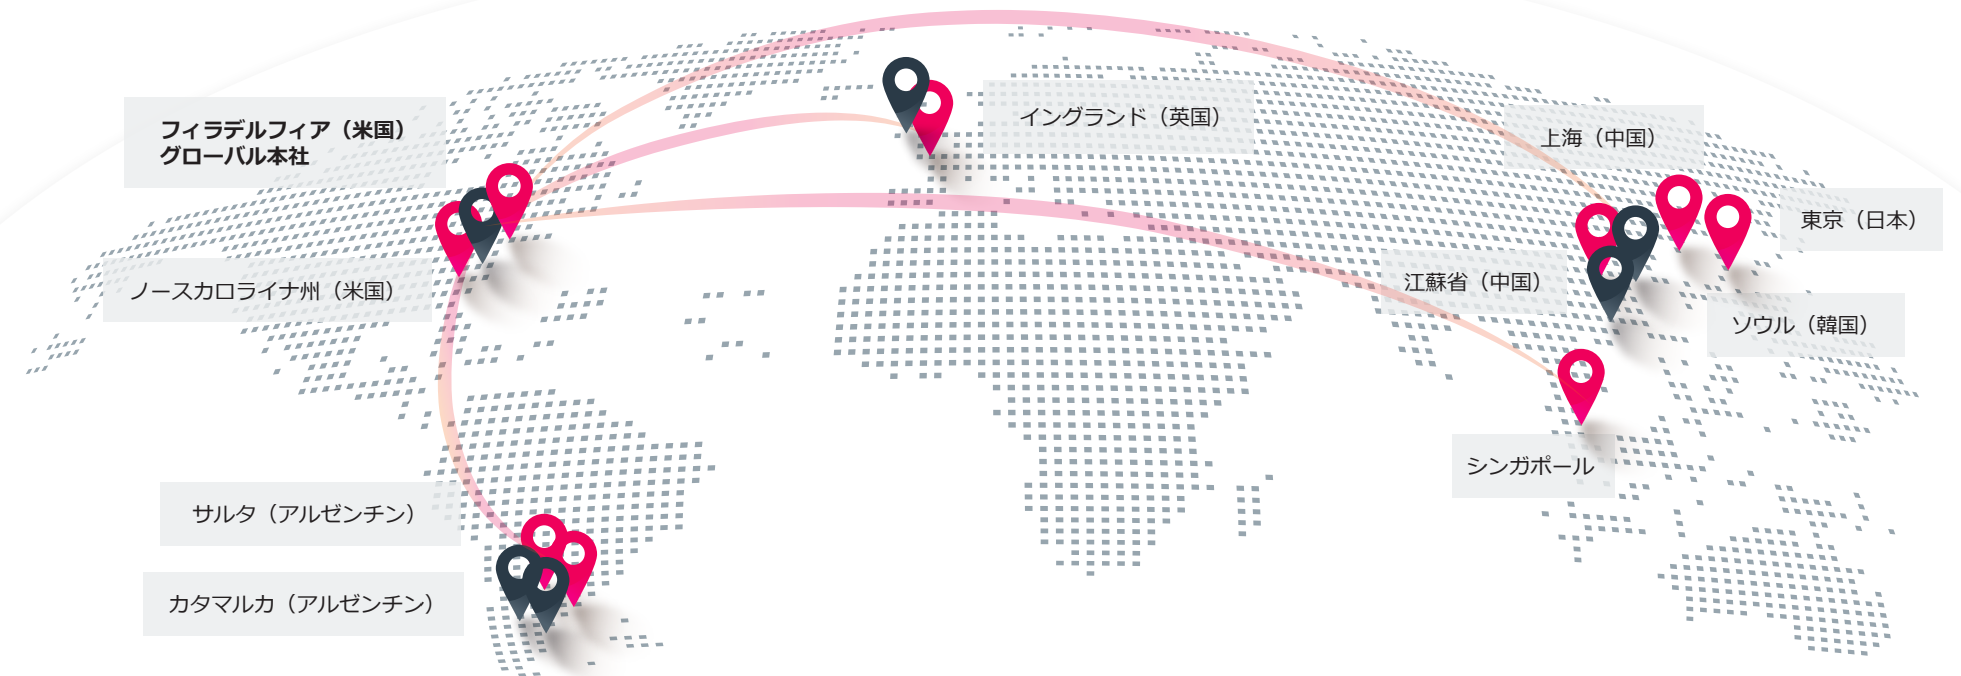 フィラデルフィア（米国）
グローバル本社
イングランド（英国）
上海（中国）
東京（日本）
ノースカロライナ州（米国）
江蘇省（中国）
ソウル（韓国）
シンガポール
サルタ（アルゼンチン）
カタマルカ（アルゼンチン）